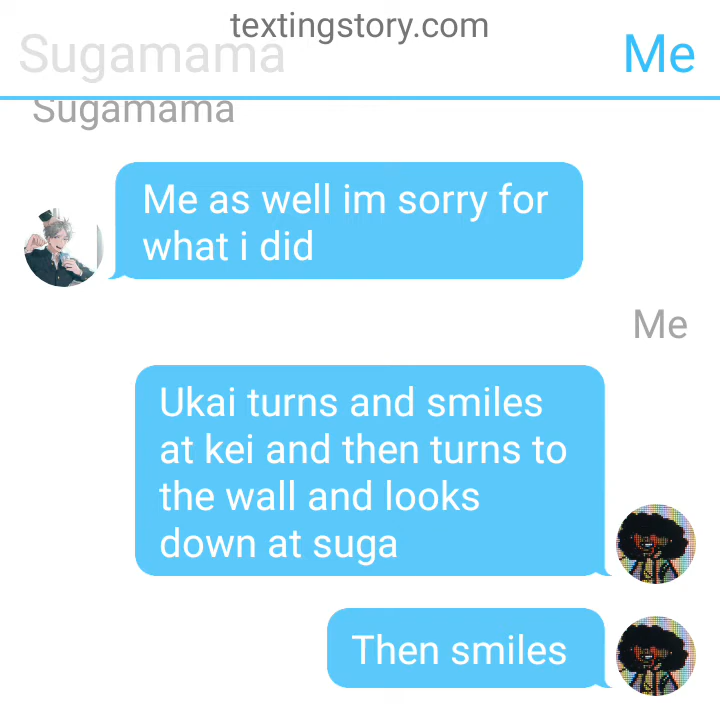 textingstory.com
Sugamama
Me
Sugamama
Me as well im sorry for
what i did
Me
Ukai turns and smiles
at kei and then turns to
the wall and looks
down at suga
Then smiles